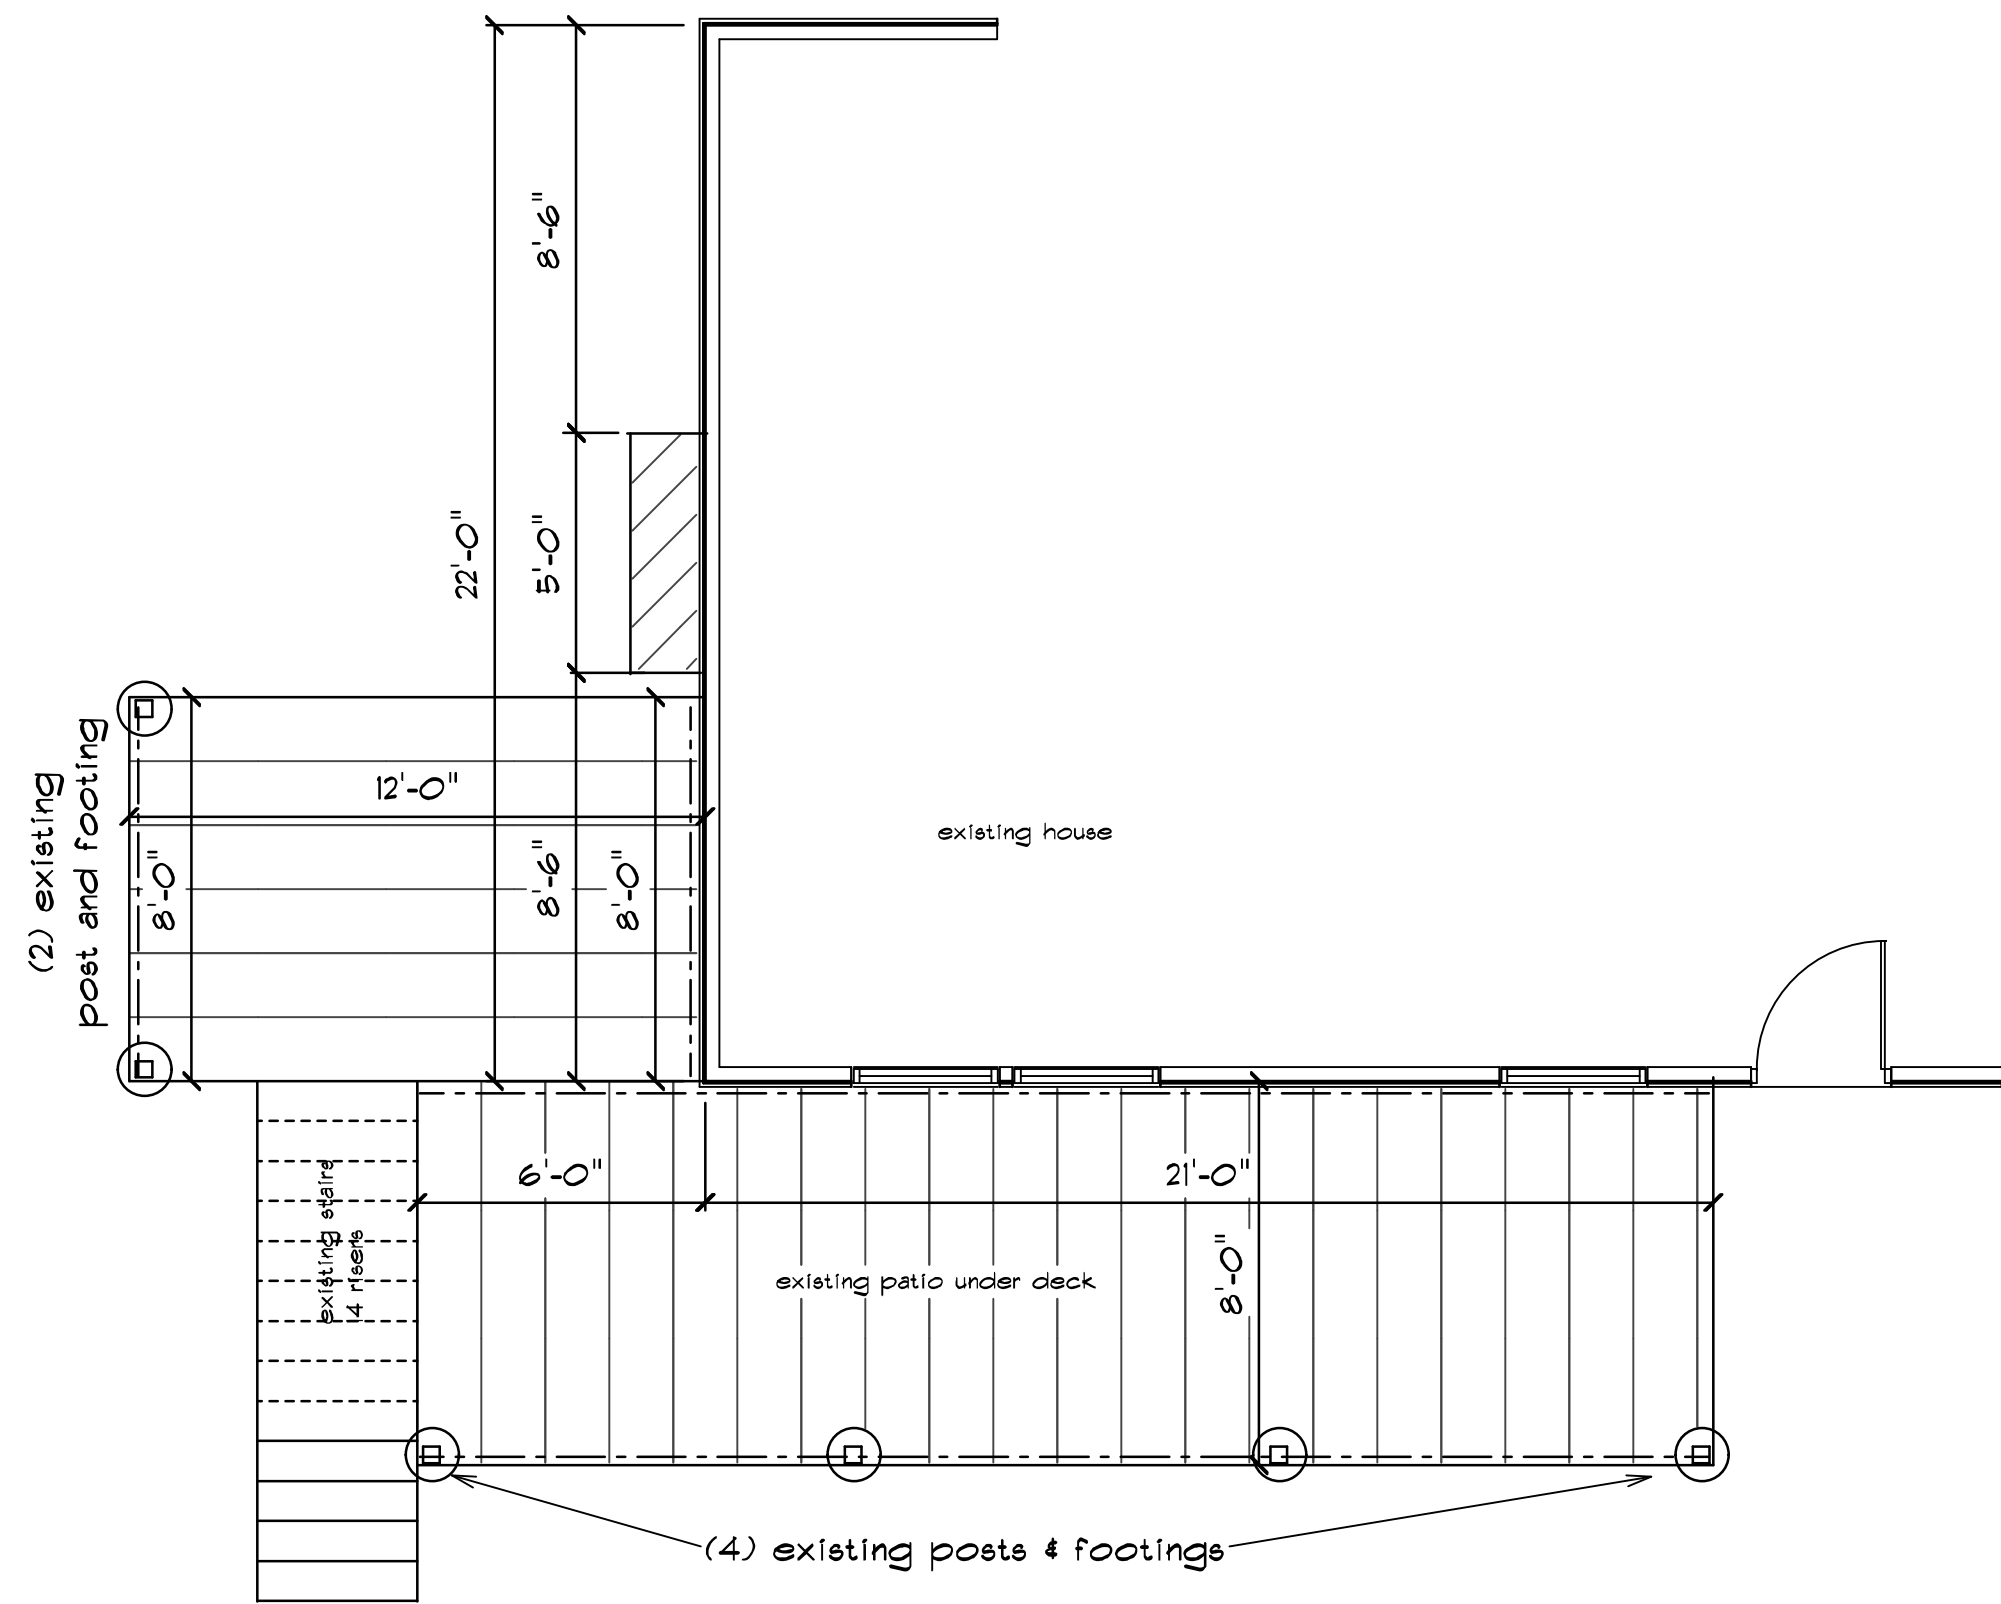 8'-6"
22'-0"
5'-0"
12'-0"
(2) existing
post and footing
8'-0"
8'-6"
8'-0"
existing house
existing stairs
14 risers
6'-0"
21'-0"
8'-0"
existing patio under deck
(4) existing posts & footings